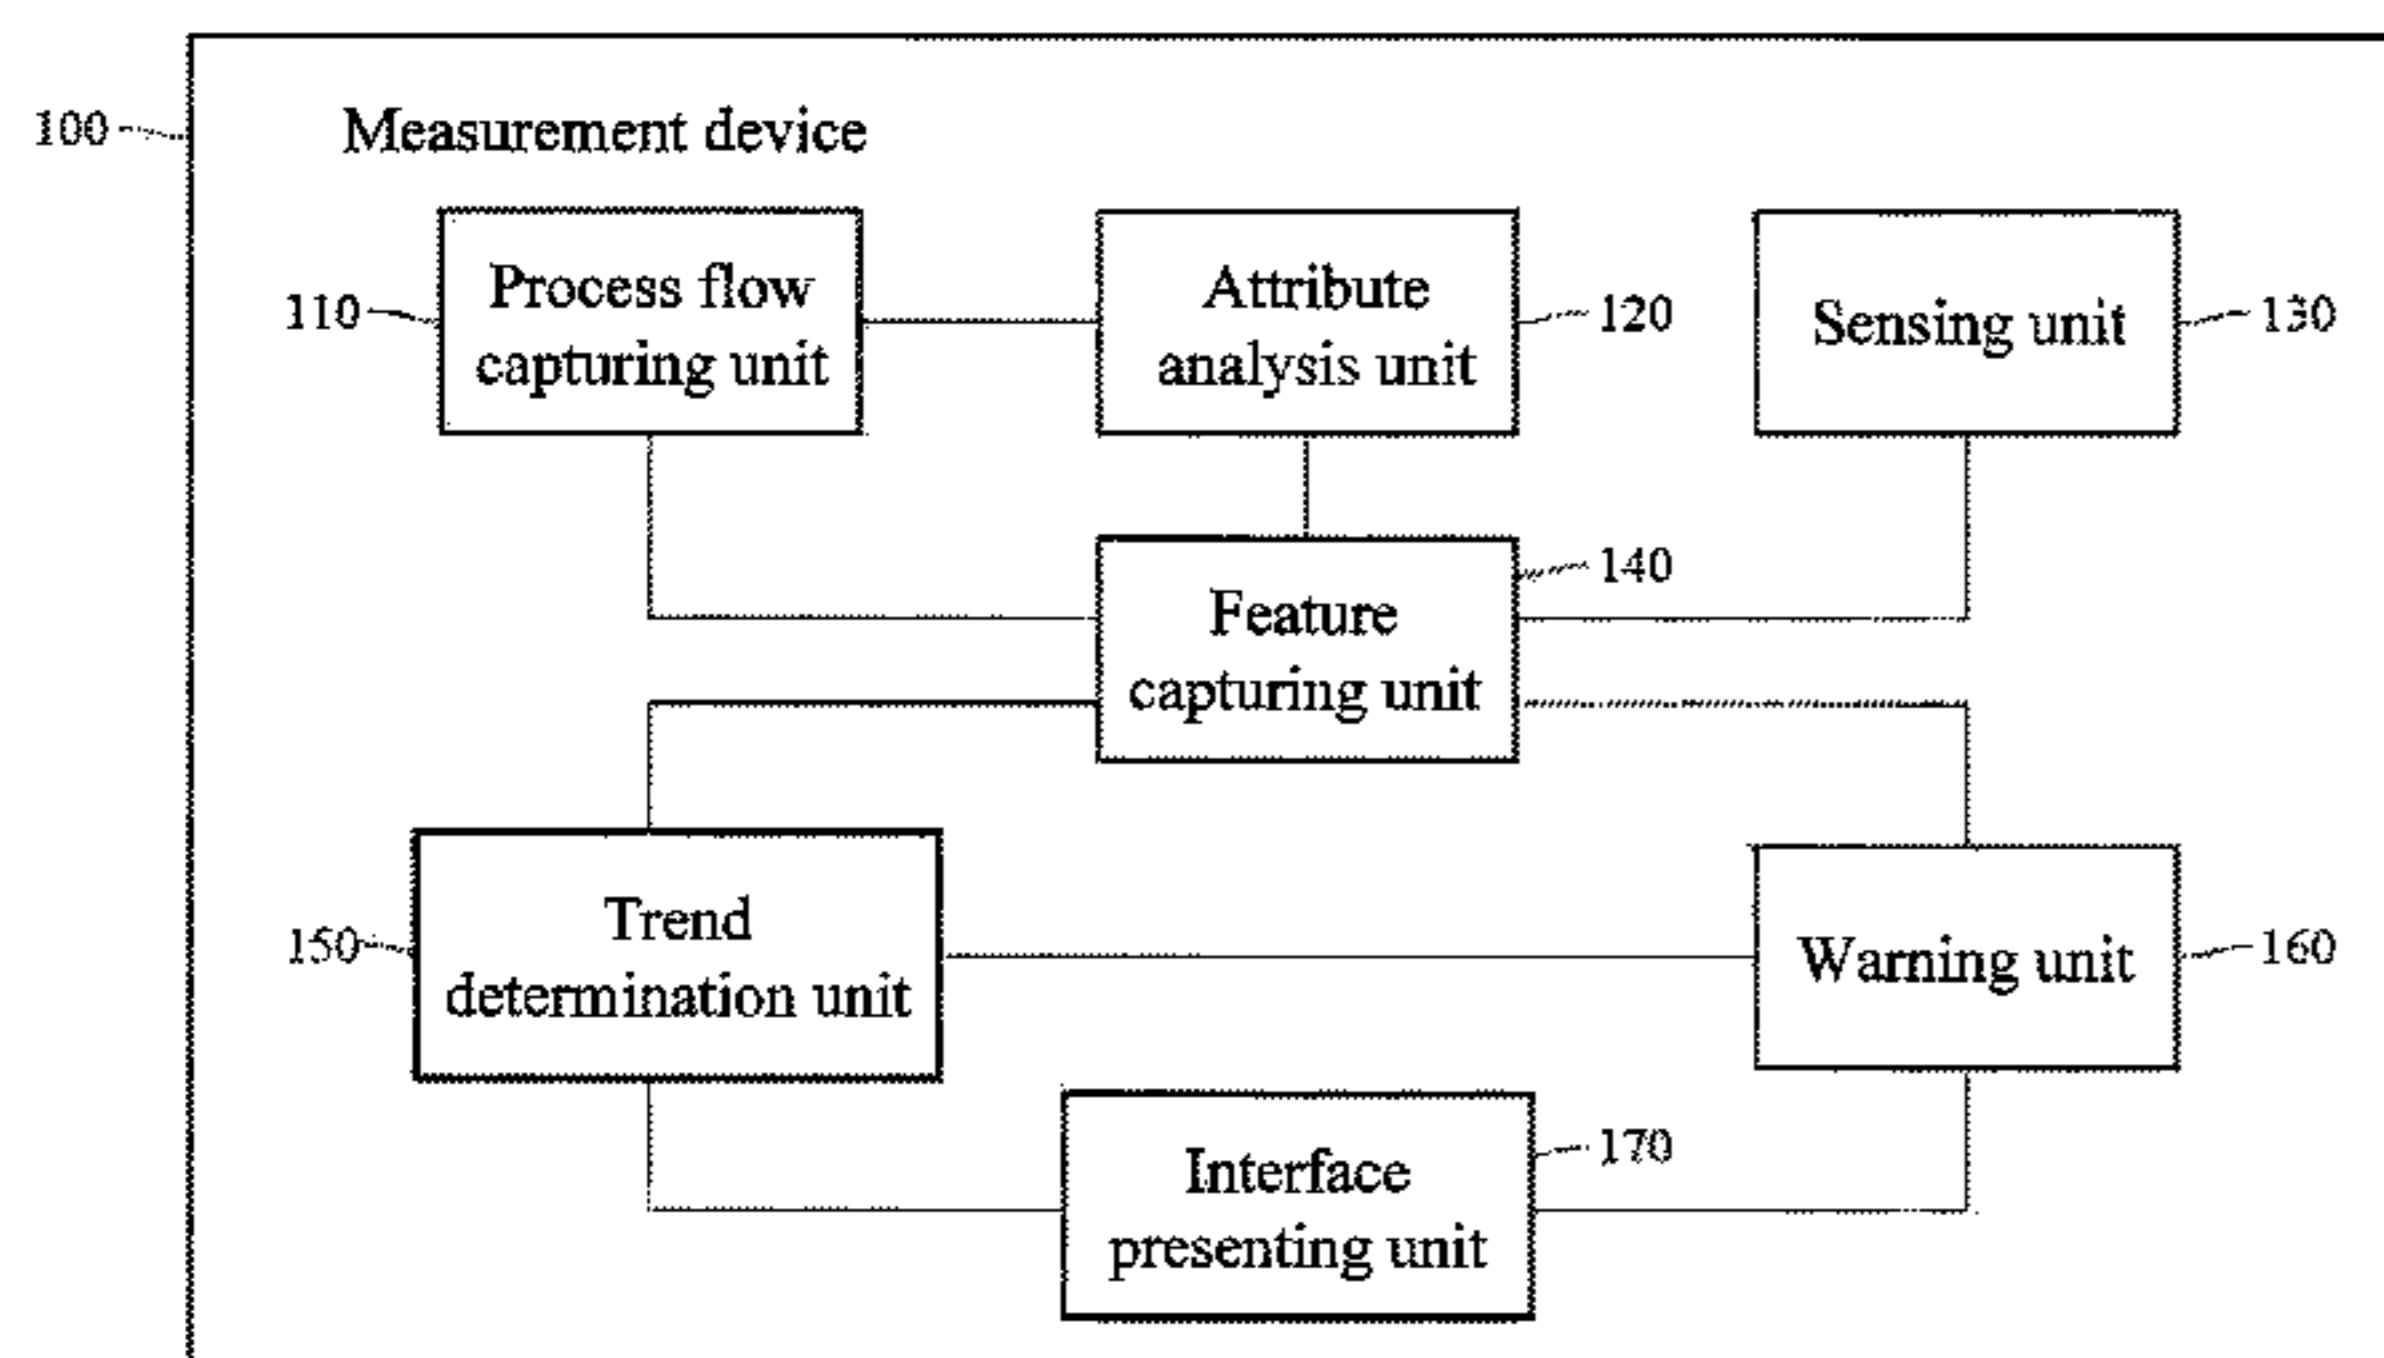 100
Measurement device
110
Process flow
capturing unit
Attribute
analysis unit
120
Sensing unit
130
Feature
capturing unit
140
150
Trend
determination unit
Warning unit
160
Interface
presenting unit
170